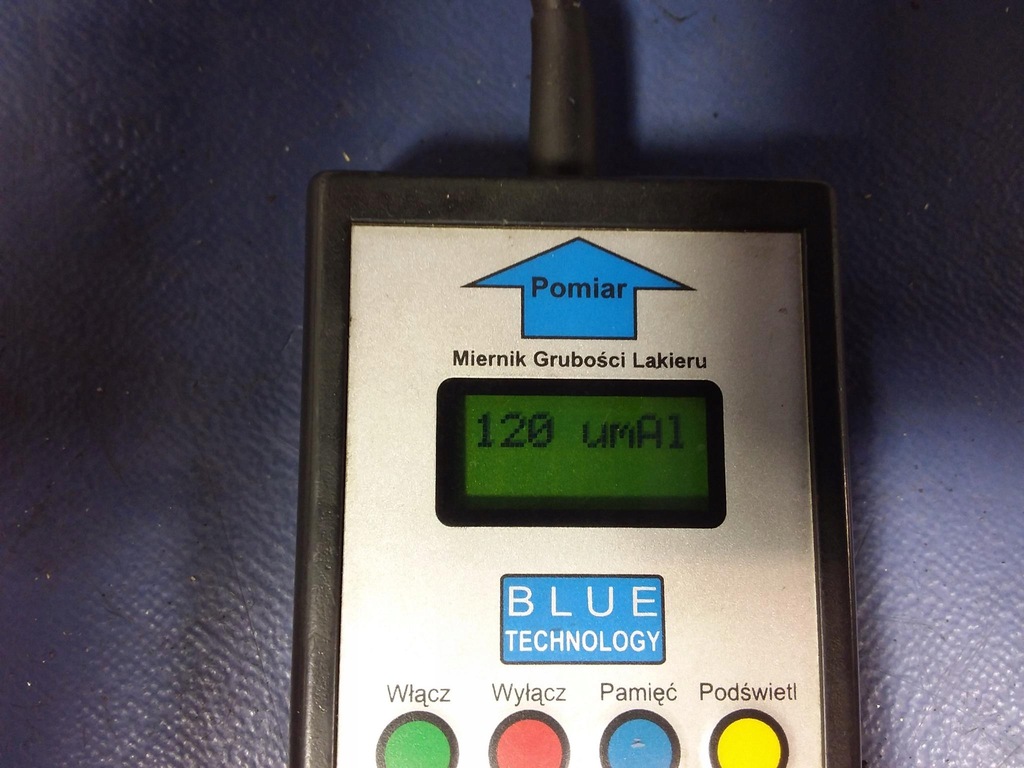 Pomiar
Miernik Grubości Lakieru
120 umAl
BLUE
TECHNOLOGY
Włącz Wyłącz Pamięć Podświetl